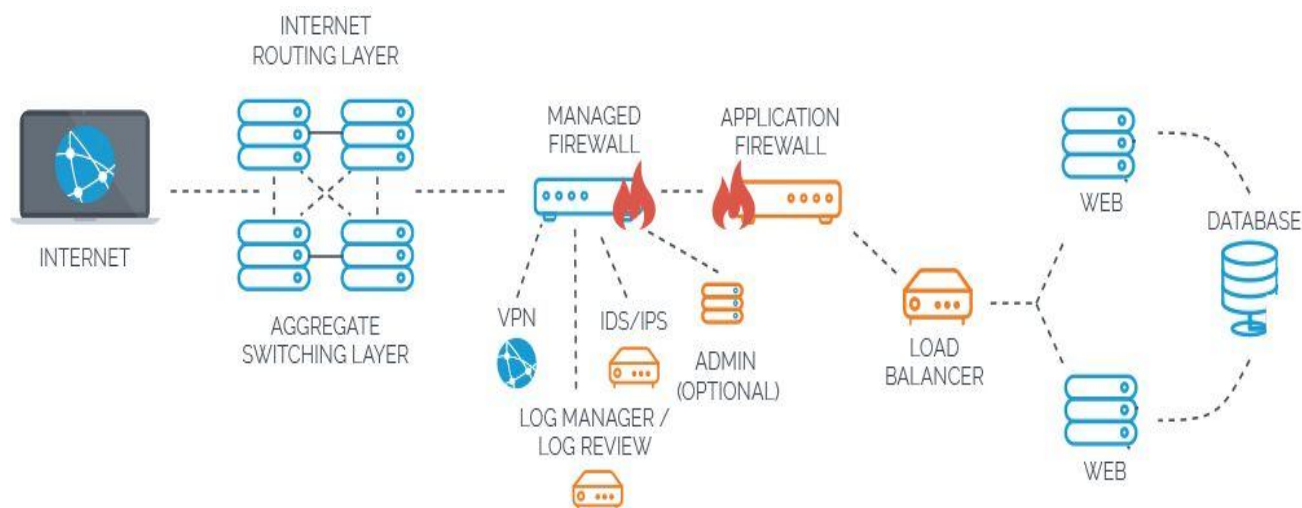 INTERNET
ROUTING LAYER
INTERNET
AGGREGATE
SWITCHING LAYER
MANAGED
FIREWALL
APPLICATION
FIREWALL
VPN
IDS/IPS
ADMIN
(OPTIONAL)
LOG MANAGER /
LOG REVIEW
LOAD
BALANCER
WEB
DATABASE
WEB